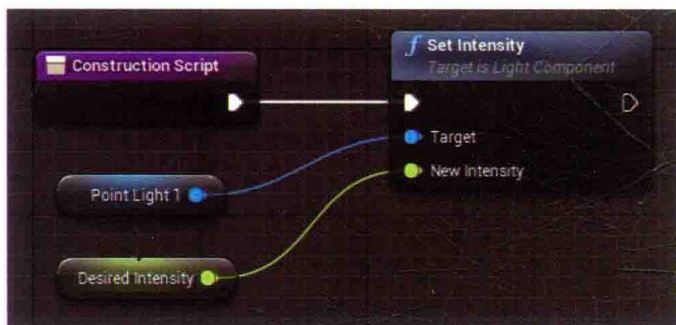 Construction Script
f Set Intensity
Target is Light Component
Target
New Intensity
Point Light 1
Desired Intensity